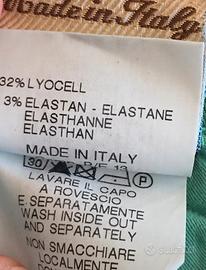 Made in Italy
32% LYOCELL
3% ELASTAN - ELASTANE
ELASTHANNE
ELASTHAN
MADE IN ITALY
30
P
LAVARE IL CAPO
A ROVESCIO
E SEPARATAMENTE
WASH INSIDE OUT
AND SEPARATELY
NON SMACCHIARE
LOCALMENTE